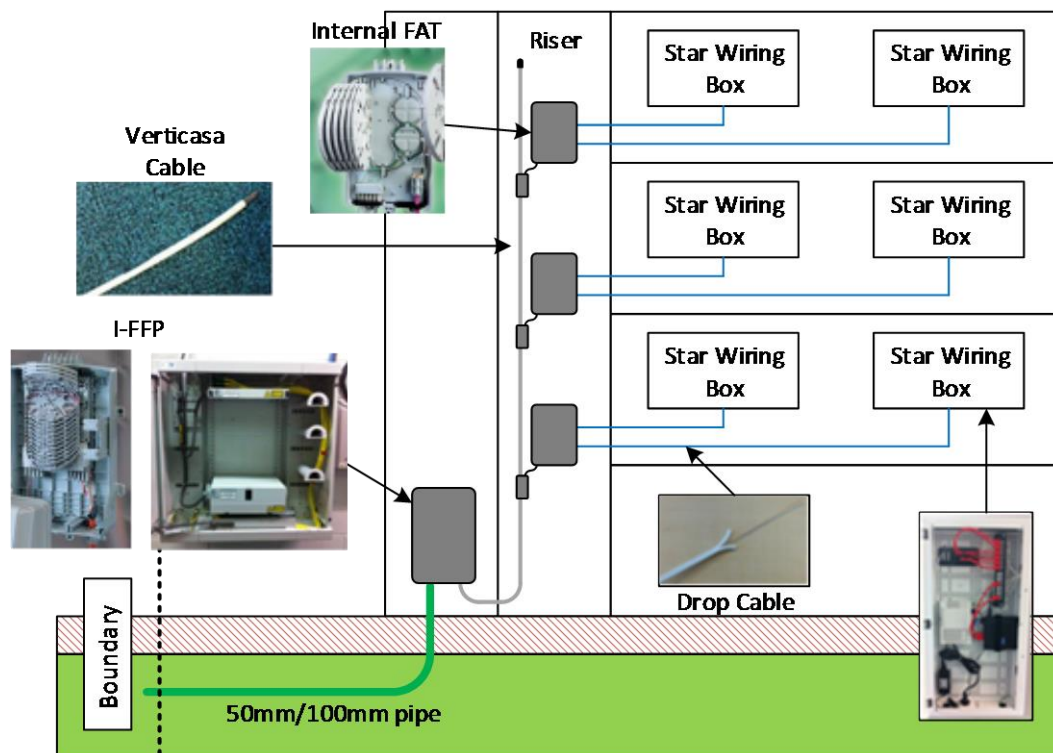 Internal FAT
Riser
Star Wiring
Box
Star Wiring
Box
Verticasa
Cable
Star Wiring
Box
Star Wiring
Box
I-FFP
Star Wiring
Box
Star Wiring
Box
Drop Cable
Boundary
50mm/100mm pipe